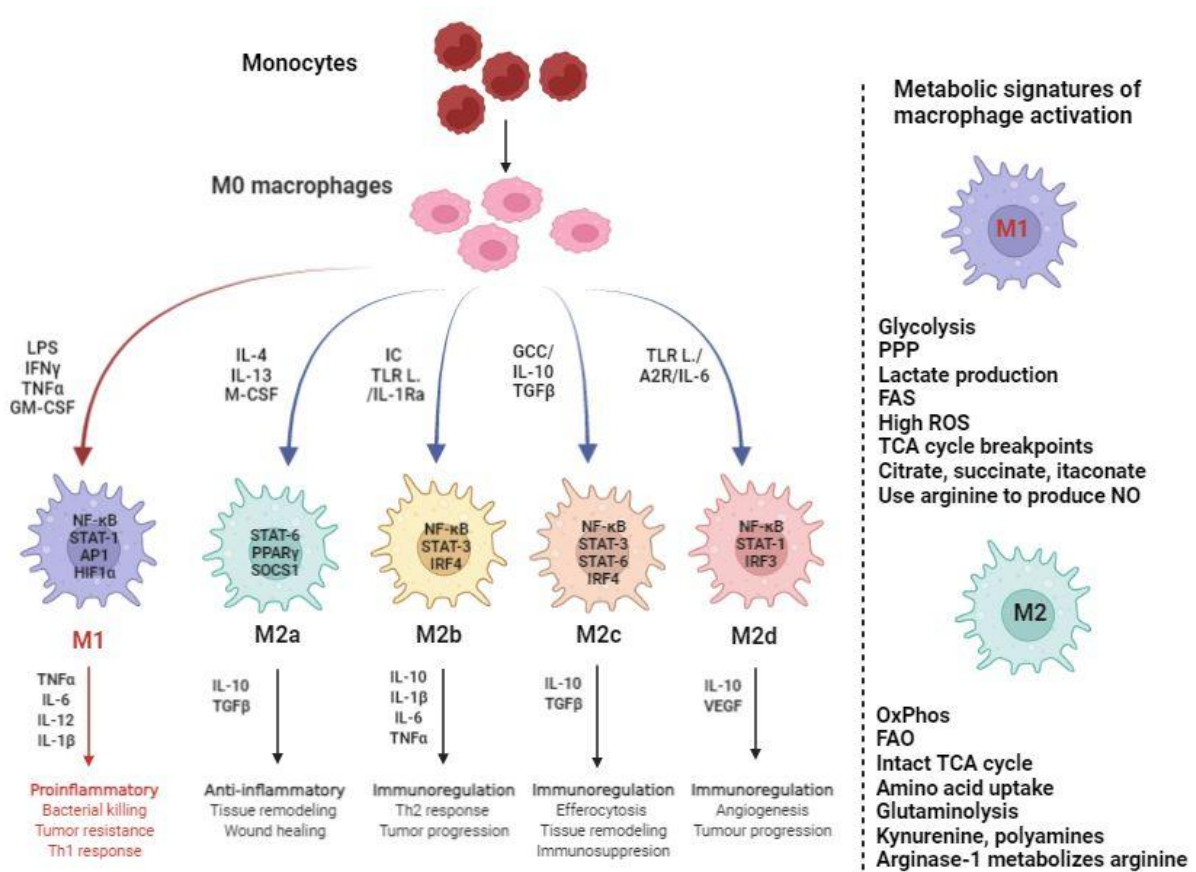 Monocytes
M0 macrophages
LPS
IFNγ
TNFα
GM-CSF
IL-4
IL-13
M-CSF
IC
TLR L.
/IL-1Ra
GCC/
IL-10
TGFβ
TLR L./
A2R/IL-6
NF-κB
STAT-1
AP1
HIF1α
STAT-6
PPARγ
SOCS1
NF-κB
STAT-3
IRF4
NF-κB
STAT-3
STAT-6
IRF4
NF-κB
STAT-1
IRF3
M1
M2a
M2b
M2c
M2d
TNFα
IL-6
IL-12
IL-1β
IL-10
TGFβ
IL-10
IL-1β
IL-6
TNFα
IL-10
TGFβ
IL-10
VEGF
Proinflammatory
Bacterial killing
Tumor resistance
Th1 response
Anti-inflammatory
Tissue remodeling
Wound healing
Immunoregulation
Th2 response
Tumor progression
Immunoregulation
Efferocytosis
Tissue remodeling
Immunosuppresion
Immunoregulation
Angiogenesis
Tumour progression
Metabolic signatures of
macrophage activation
M1
Glycolysis
PPP
Lactate production
FAS
High ROS
TCA cycle breakpoints
Citrate, succinate, itaconate
Use arginine to produce NO
M2
OxPhos
FAO
Intact TCA cycle
Amino acid uptake
Glutaminolysis
Kynurenine, polyamines
Arginase-1 metabolizes arginine